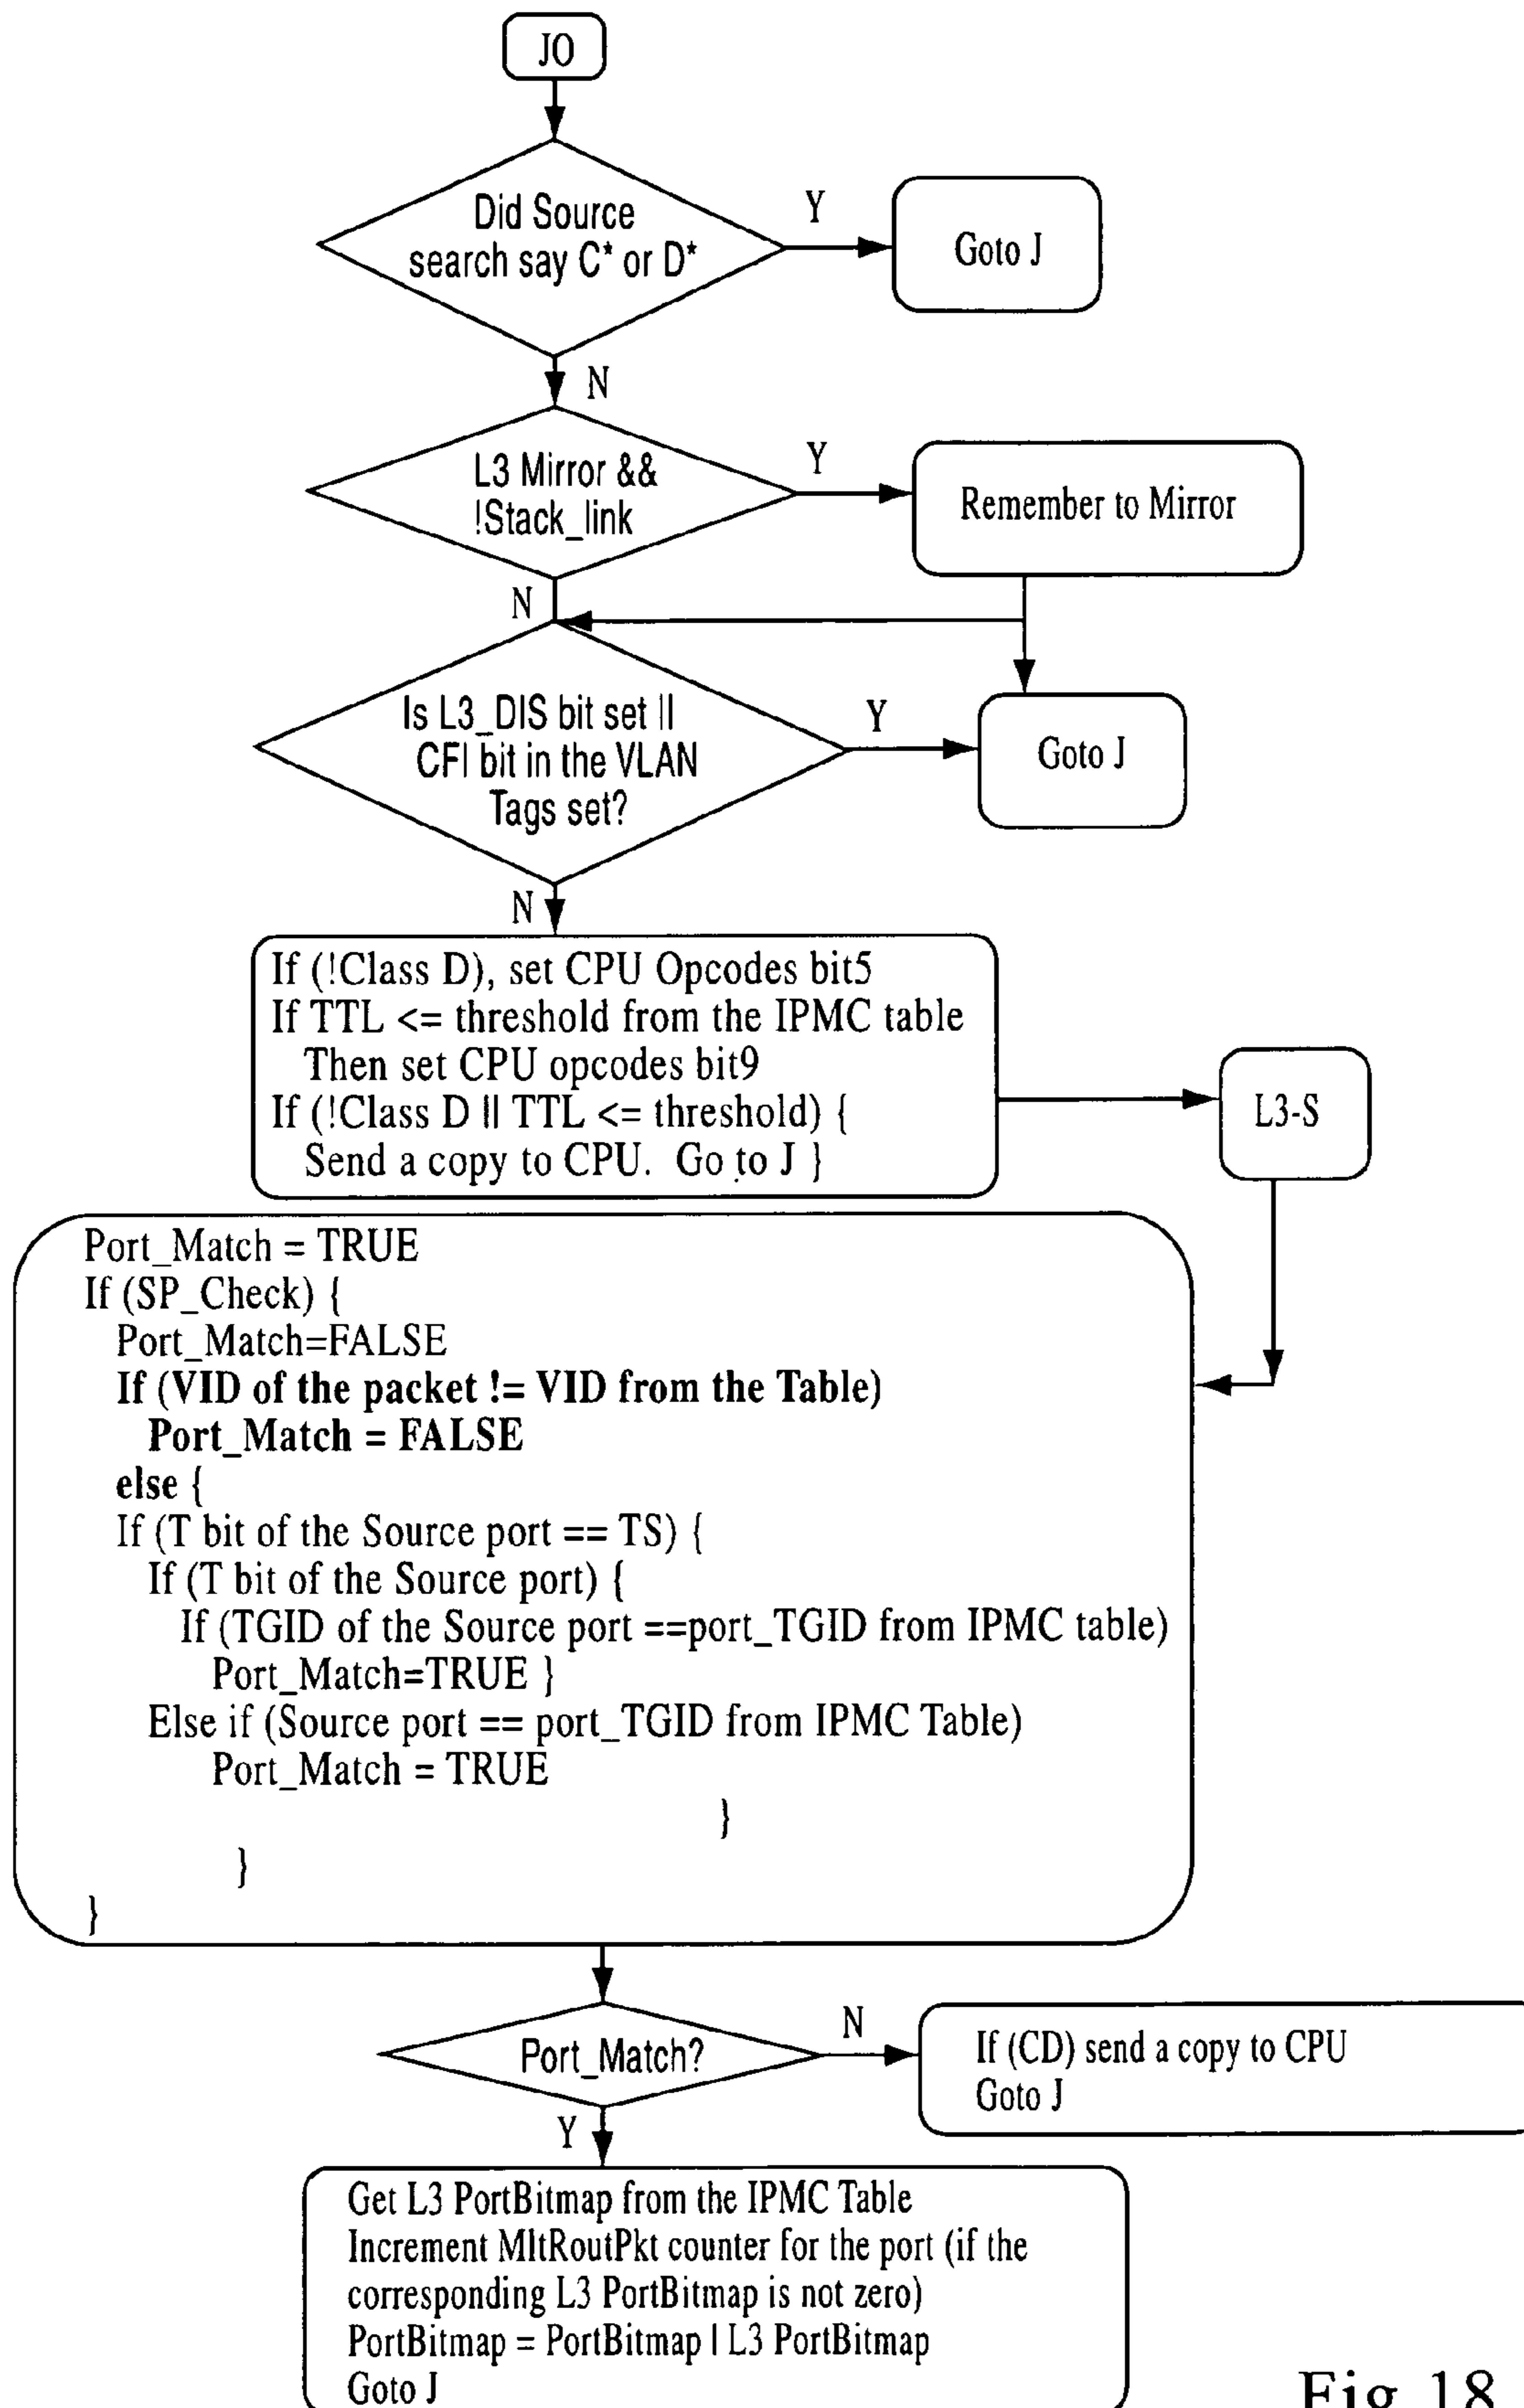 JO
Did Source
search say C* or D*
Y
Goto J
N
L3 Mirror &&
!Stack_link
Y
Remember to Mirror
N
Is L3_DIS bit set ||
CFI bit in the VLAN
Tags set?
Y
Goto J
N
If (!Class D), set CPU Opcodes bit5
If TTL <= threshold from the IPMC table
Then set CPU opcodes bit9
If (!Class D || TTL <= threshold) {
Send a copy to CPU. Go to J }
L3-S
Port_Match = TRUE
If (SP_Check) {
Port_Match=FALSE
If (VID of the packet != VID from the Table)
Port_Match = FALSE
else {
If (T bit of the Source port == TS) {
If (T bit of the Source port) {
If (TGID of the Source port ==port_TGID from IPMC table)
Port_Match=TRUE }
Else if (Source port == port_TGID from IPMC Table)
Port_Match = TRUE
}
}
}
Port_Match?
N
If (CD) send a copy to CPU
Goto J
Y
Get L3 PortBitmap from the IPMC Table
Increment MltRoutPkt counter for the port (if the
corresponding L3 PortBitmap is not zero)
PortBitmap = PortBitmap | L3 PortBitmap
Goto J
Fig 18